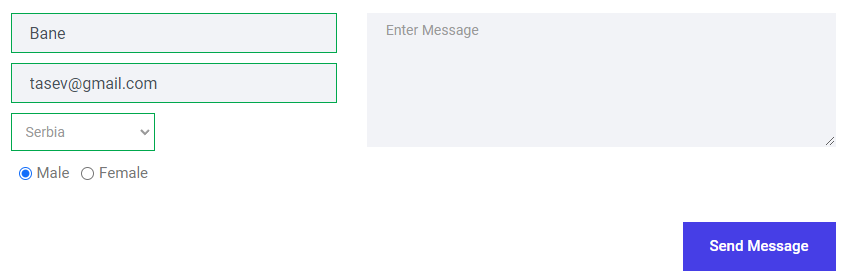 Bane
tasev@gmail.com
Serbia
Male Female
Enter Message
Send Message